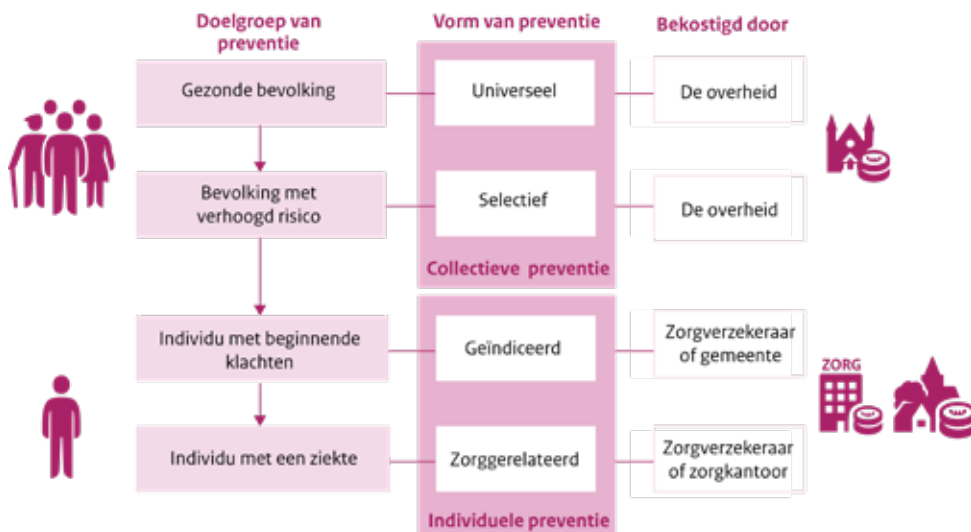 Doelgroep van
preventie
Vorm van preventie
Bekostigd door
Gezonde bevolking
Universeel
De overheid
Bevolking met
verhoogd risico
Selectief
De overheid
Collectieve preventie
Individu met beginnende
klachten
Geïndiceerd
Zorgverzekeraar
of gemeente
ZORG
Individu met een ziekte
Zorggerelateerd
Zorgverzekeraar
of zorgkantoor
Individuele preventie